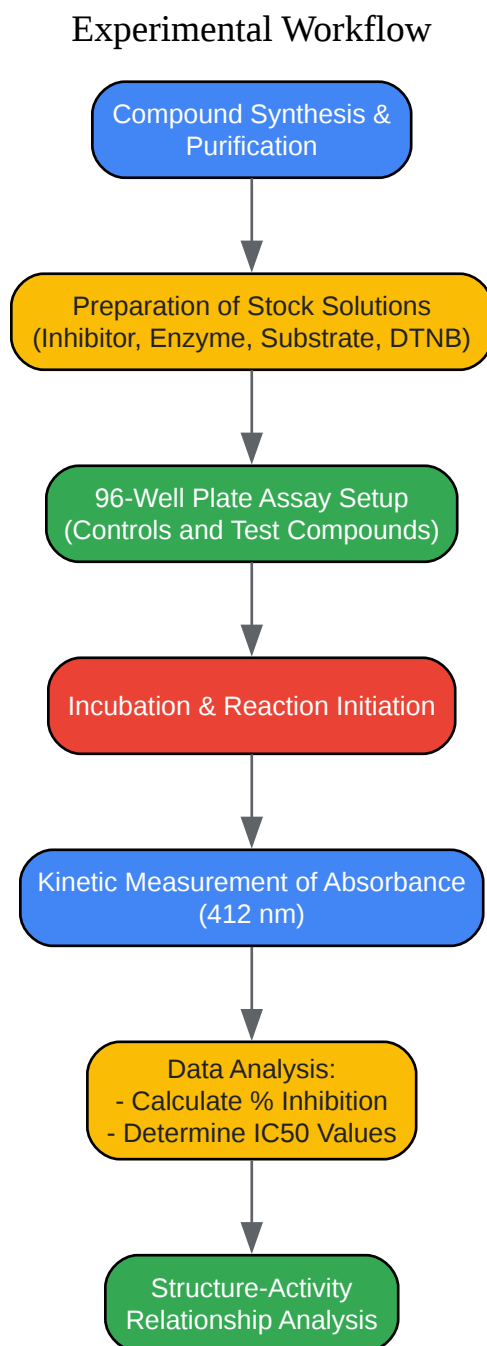 Experimental Workflow
Compound Synthesis &
Purification
Preparation of Stock Solutions
(Inhibitor, Enzyme, Substrate, DTNB)
96-Well Plate Assay Setup
(Controls and Test Compounds)
Incubation & Reaction Initiation
Kinetic Measurement of Absorbance
(412 nm)
Data Analysis:
- Calculate % Inhibition
- Determine IC50 Values
Structure-Activity
Relationship Analysis